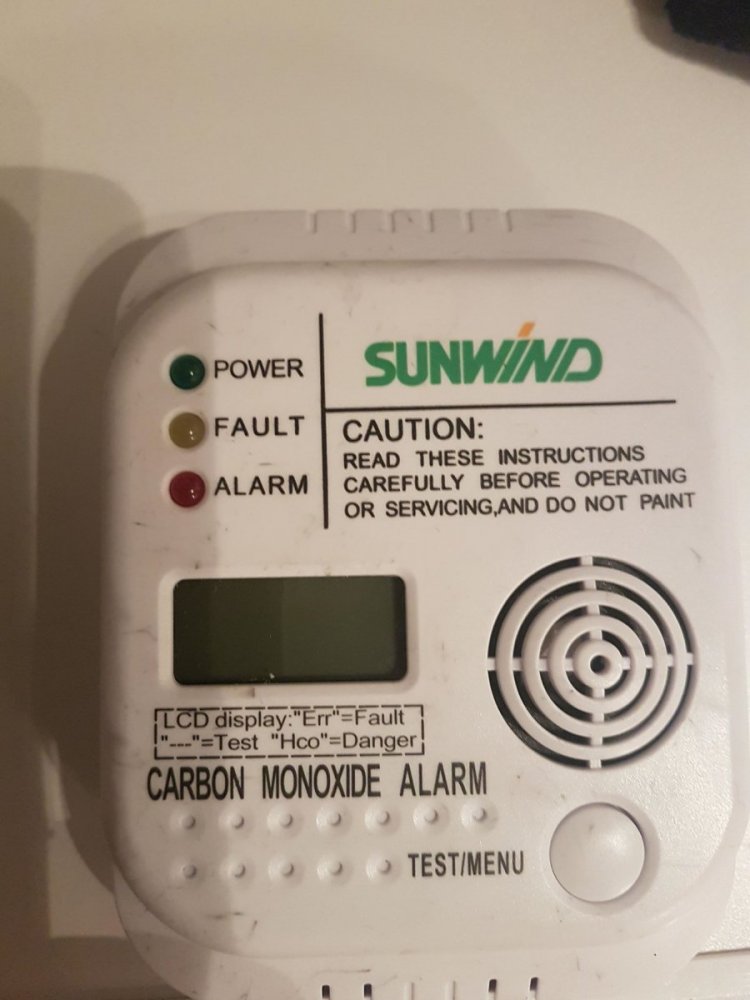 POWER
FAULT
ALARM
SUNWIND
CAUTION:
READ THESE INSTRUCTIONS
CAREFULLY BEFORE OPERATING
OR SERVICING,AND DO NOT PAINT
LCD display:"Err"=Fault
"---"=Test "Hco"=Danger
CARBON MONOXIDE ALARM
TEST/MENU